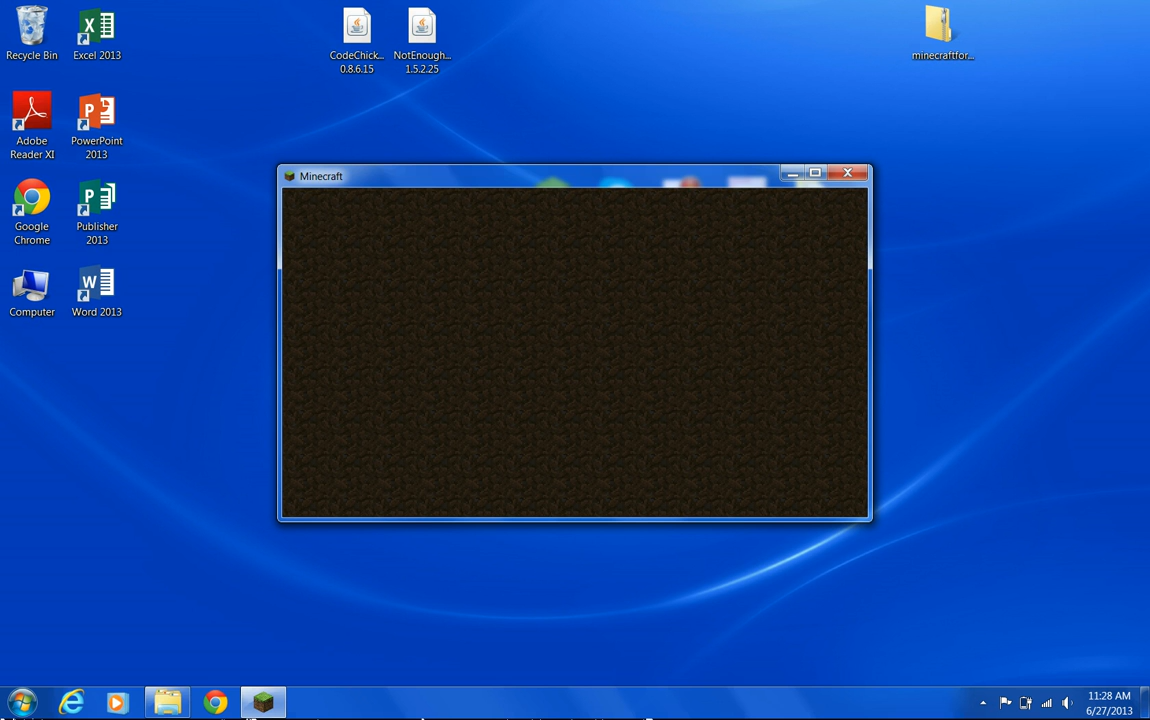 Recycle Bin
Excel 2013
CodeChick...
0.8.6.15
NotEnough...
1.5.2.25
minecraftfor...
Adobe
Reader XI
PowerPoint
2013
Minecraft
Google
Chrome
Publisher
2013
Computer
Word 2013
11:28 AM
6/27/2013